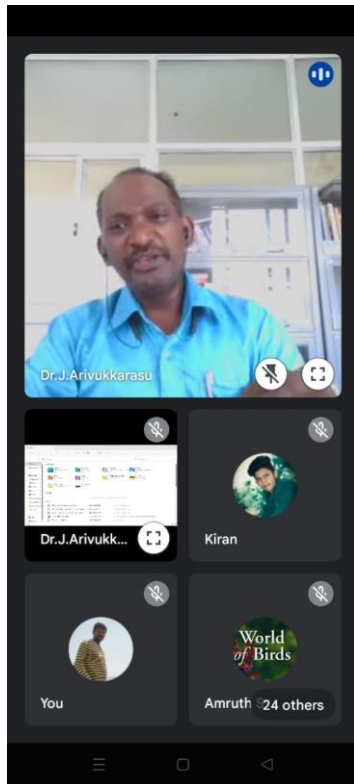 Dr.J.Arivukkarasu
Dr.J.Arivukk...
Kiran
World
of Birds
You
Amruth
24 others